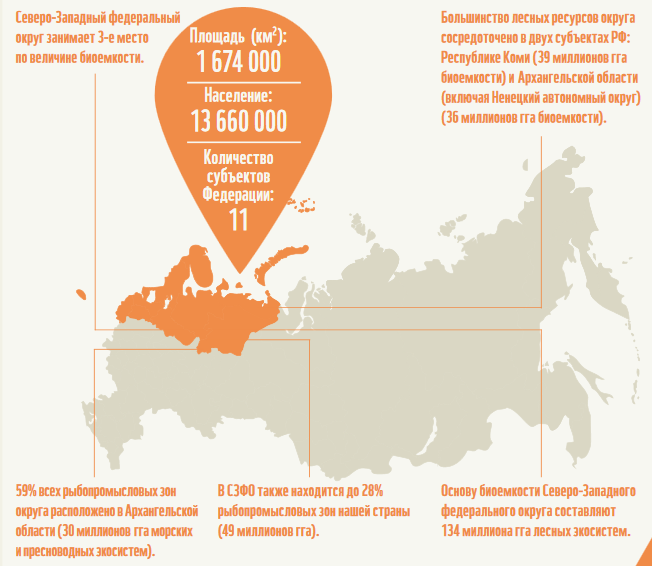 Северо-Западный федеральный
округ занимает 3-е место
по величине биоемкости.
Площадь (км²):
1 674 000
Население:
13 660 000
Количество
субъектов
Федерации:
11
Большинство лесных ресурсов округа
сосредоточено в двух субъектах РФ:
Республике Коми (39 миллионов гга
биоемкости) и Архангельской области
(включая Ненецкий автономный округ)
(36 миллионов гга биоемкости).
59% всех рыбопромысловых зон
округа расположено в Архангельской
области (30 миллионов гга морских
и пресноводных экосистем).
В СЗФО также находится до 28%
рыбопромысловых зон нашей страны
(49 миллионов гга).
Основу биоемкости Северо-Западного
федерального округа составляют
134 миллиона гга лесных экосистем.